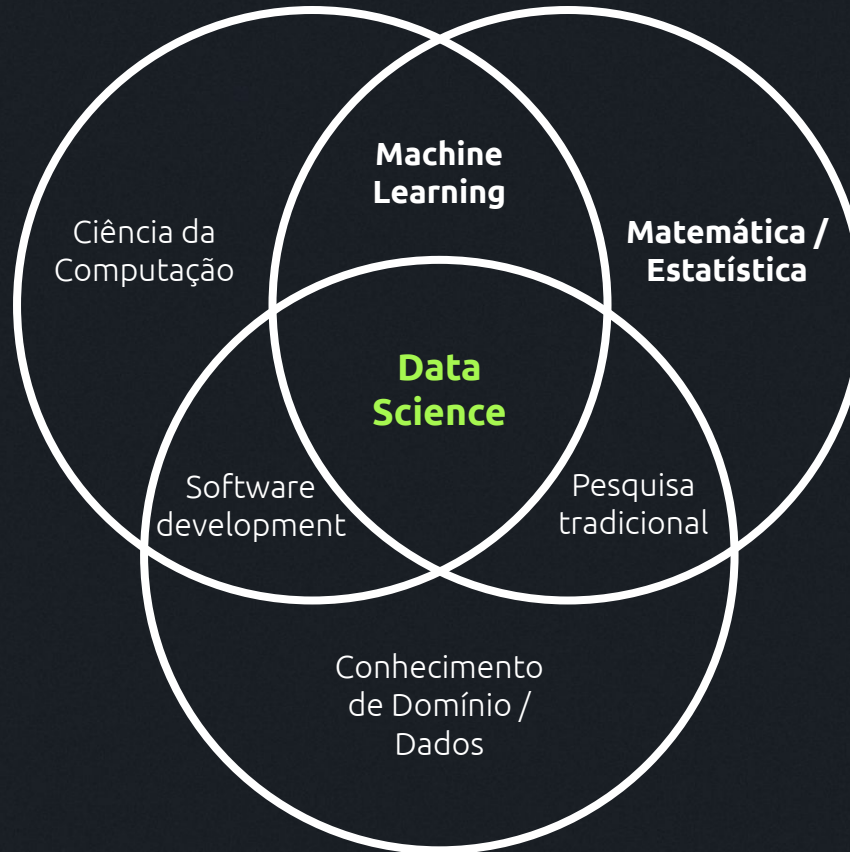 Machine
Learning
Ciência da
Computação
Matemática /
Estatística
Data
Science
Software
development
Pesquisa
tradicional
Conhecimento
de Domínio /
Dados